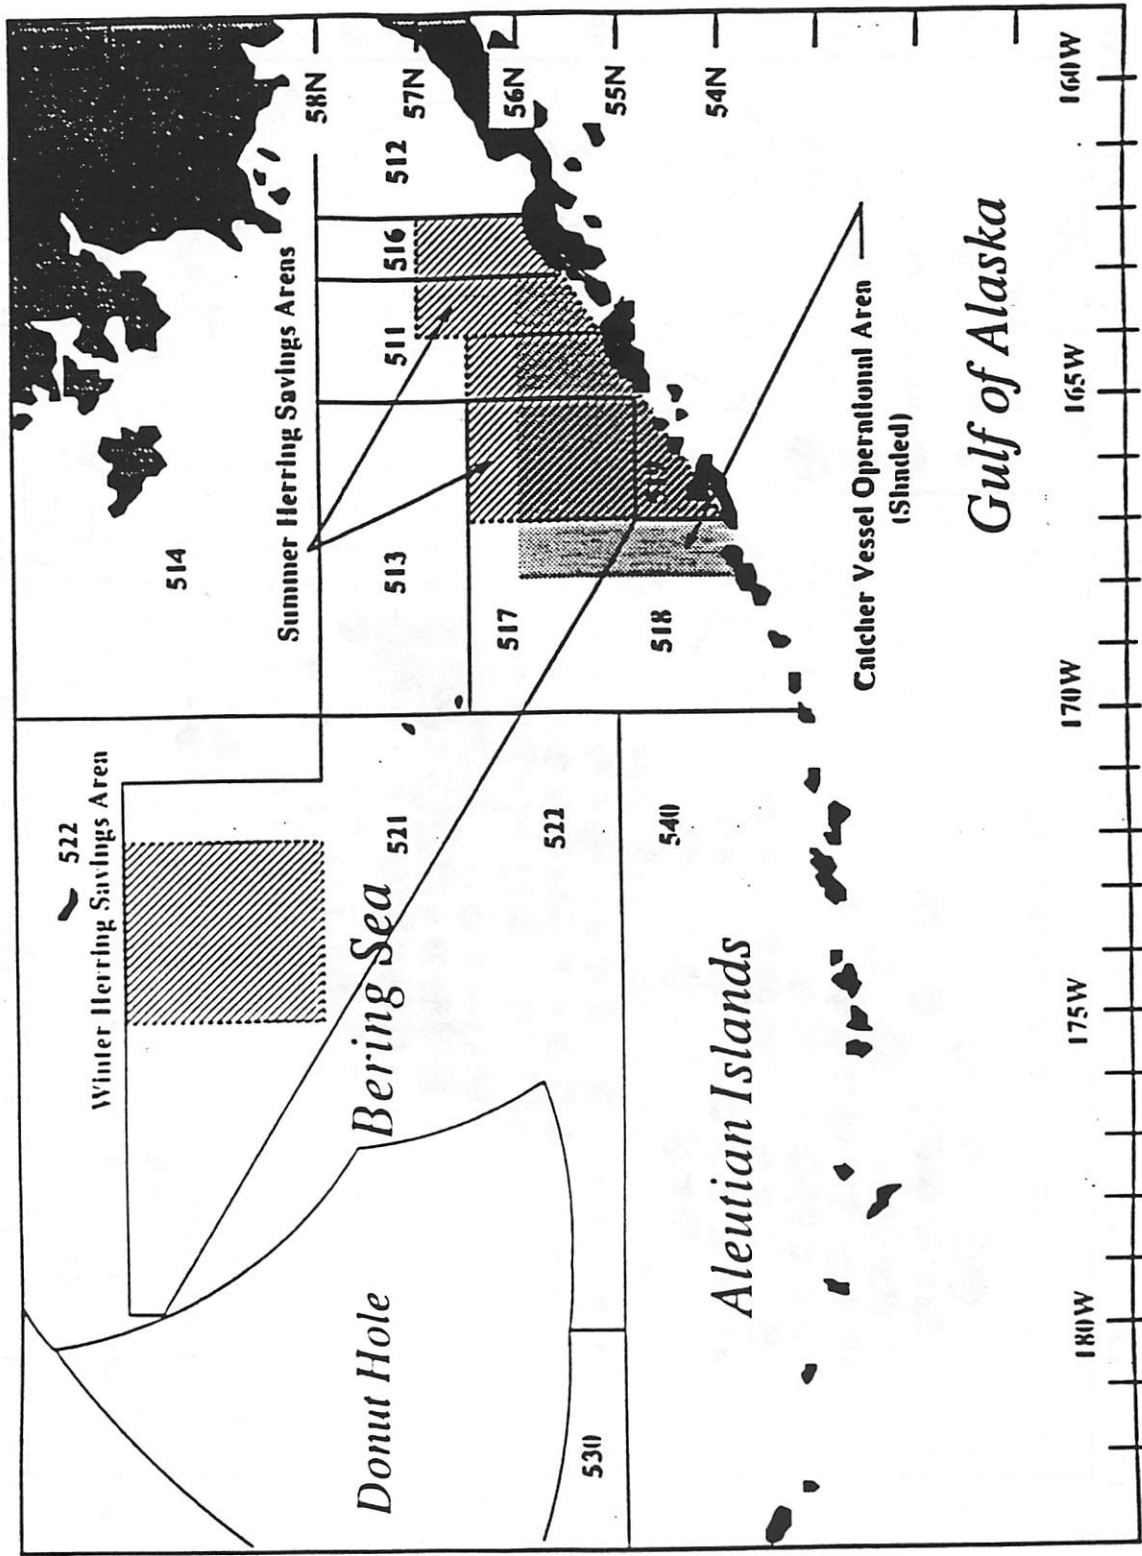 522
Winter Herring Savings Area
514
Summer Herring Savings Areas
58N
57N
56N
55N
54N
512
516
511
513
517
518
521
522
540
530
Bering Sea
Donut Hole
Aleutian Islands
Catcher Vessel Operational Area
(Shaded)
Gulf of Alaska
180W
175W
170W
165W
160W